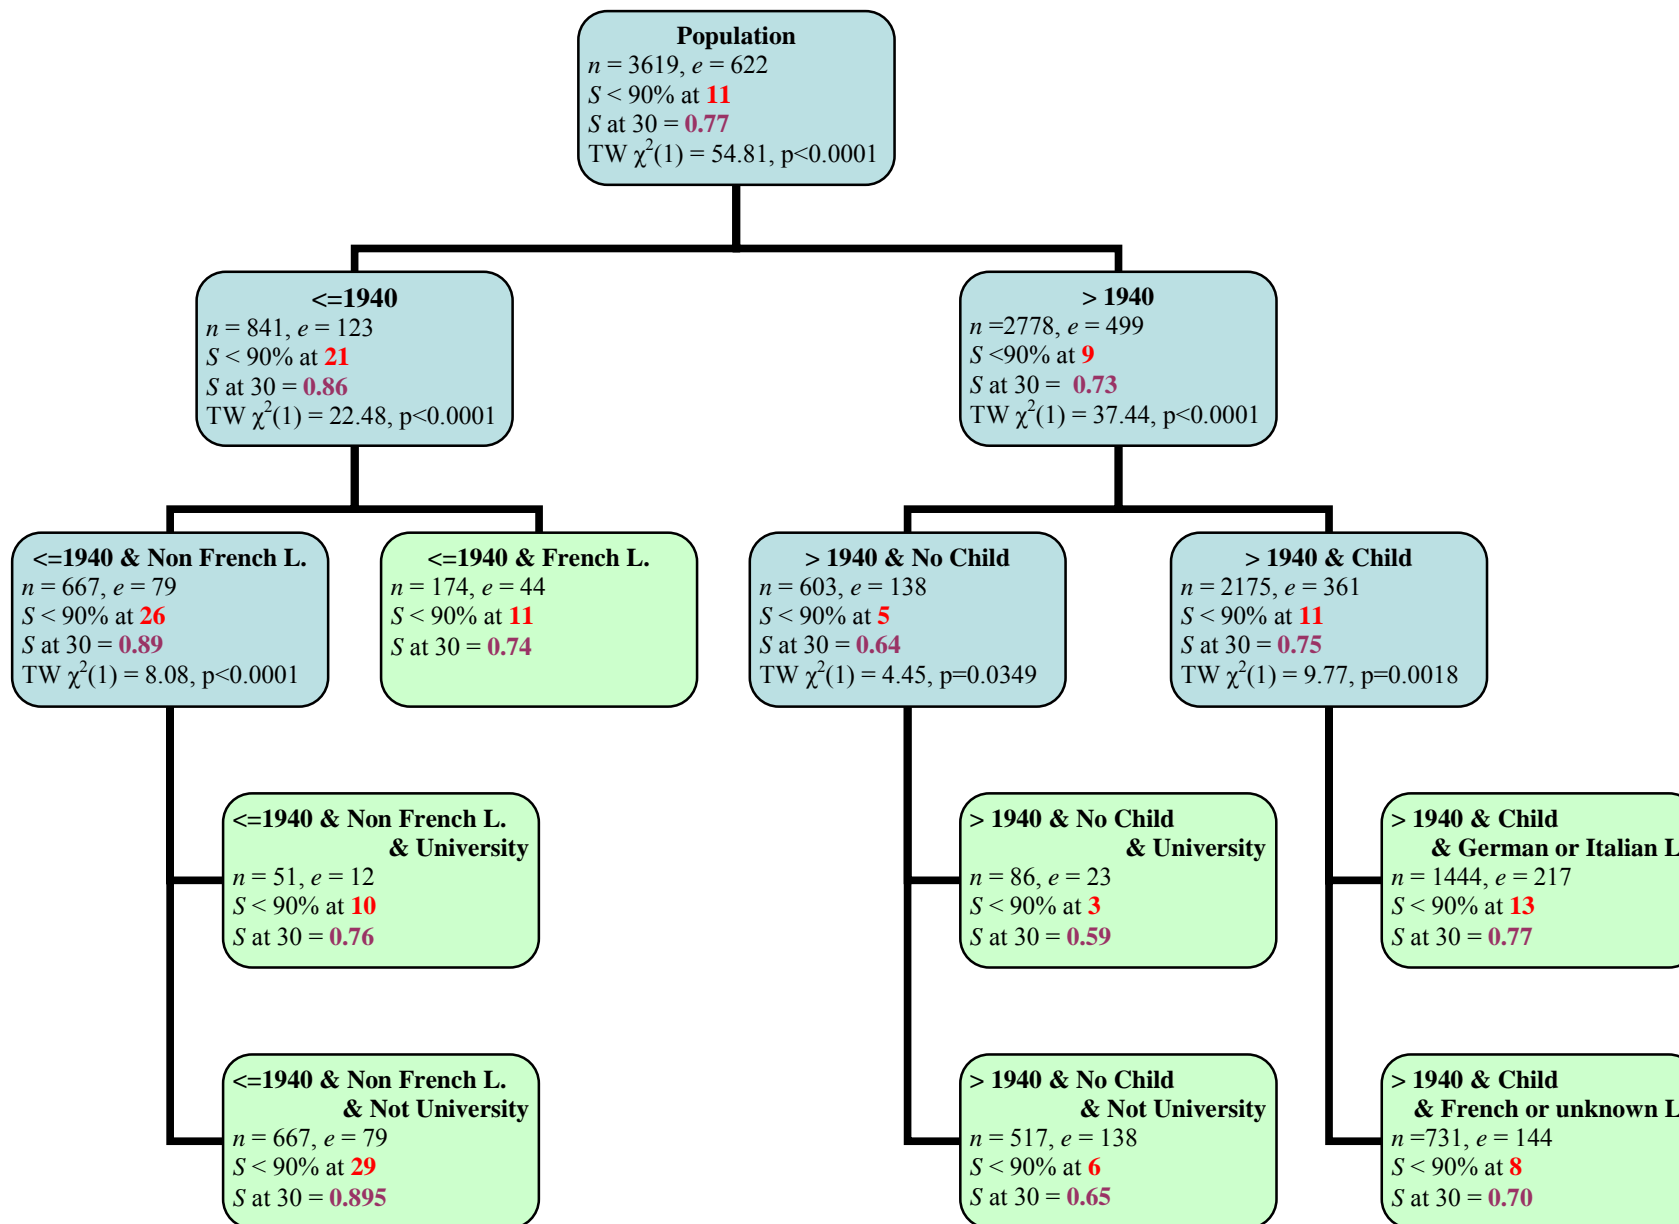 Population
n = 3619, e = 622
S < 90% at 11
S at 30 = 0.77
TW χ²(1) = 54.81, p<0.0001
<=1940
n = 841, e = 123
S < 90% at 21
S at 30 = 0.86
TW χ²(1) = 22.48, p<0.0001
> 1940
n =2778, e = 499
S <90% at 9
S at 30 = 0.73
TW χ²(1) = 37.44, p<0.0001
<=1940 & Non French L.
n = 667, e = 79
S < 90% at 26
S at 30 = 0.89
TW χ²(1) = 8.08, p<0.0001
<=1940 & French L.
n = 174, e = 44
S < 90% at 11
S at 30 = 0.74
> 1940 & No Child
n = 603, e = 138
S < 90% at 5
S at 30 = 0.64
TW χ²(1) = 4.45, p=0.0349
> 1940 & Child
n = 2175, e = 361
S < 90% at 11
S at 30 = 0.75
TW χ²(1) = 9.77, p=0.0018
<=1940 & Non French L.
& University
n = 51, e = 12
S < 90% at 10
S at 30 = 0.76
> 1940 & No Child
& University
n = 86, e = 23
S < 90% at 3
S at 30 = 0.59
> 1940 & Child
& German or Italian L
n = 1444, e = 217
S < 90% at 13
S at 30 = 0.77
<=1940 & Non French L.
& Not University
n = 667, e = 79
S < 90% at 29
S at 30 = 0.895
> 1940 & No Child
& Not University
n = 517, e = 138
S < 90% at 6
S at 30 = 0.65
> 1940 & Child
& French or unknown L
n =731, e = 144
S < 90% at 8
S at 30 = 0.70